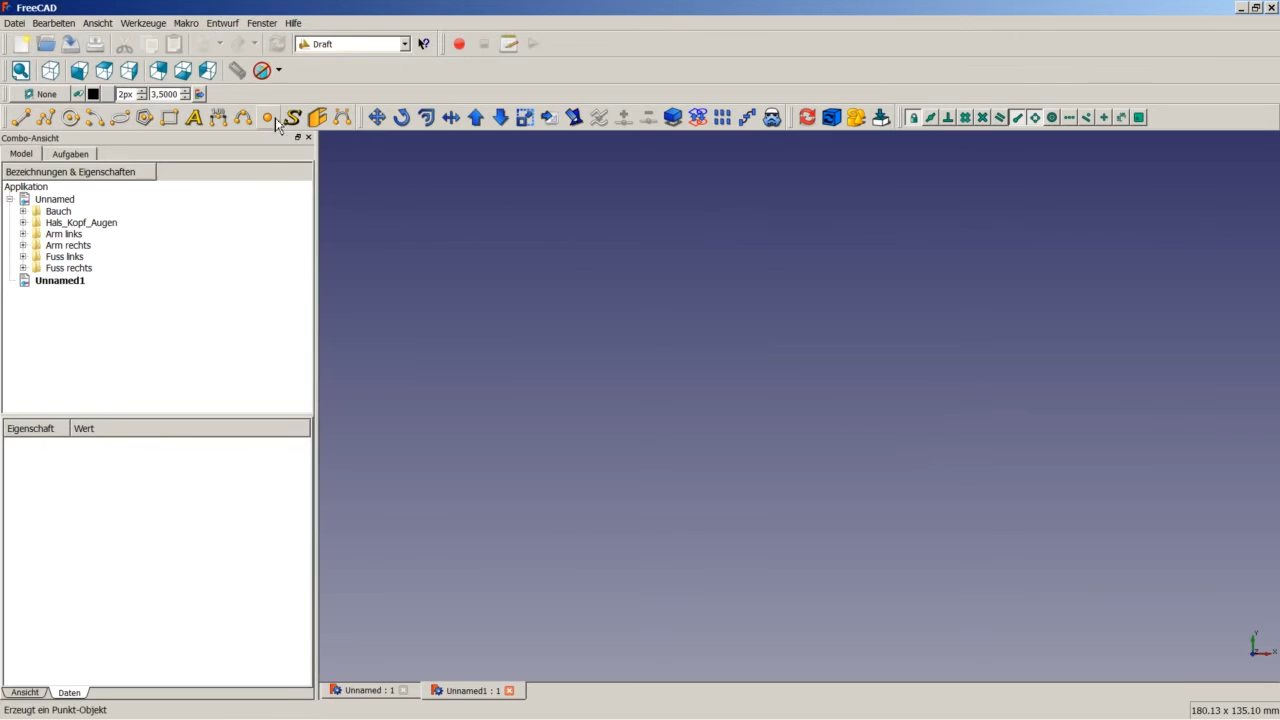 FreeCAD
Datei Bearbeiten Ansicht Werkzeuge Makro Entwurf Fenster Hilfe
Draft
None 2px 3,5000
Combo-Ansicht
Model Aufgaben
Bezeichnungen & Eigenschaften
Applikation
Unnamed
Bauch
Hals_Kopf_Augen
Arm links
Arm rechts
Fuss links
Fuss rechts
Unnamed1
Eigenschaft Wert
Y
X
Ansicht Daten
Unnamed : 1 Unnamed1 : 1
Erzeugt ein Punkt-Objekt
180.13 x 135.10 mm